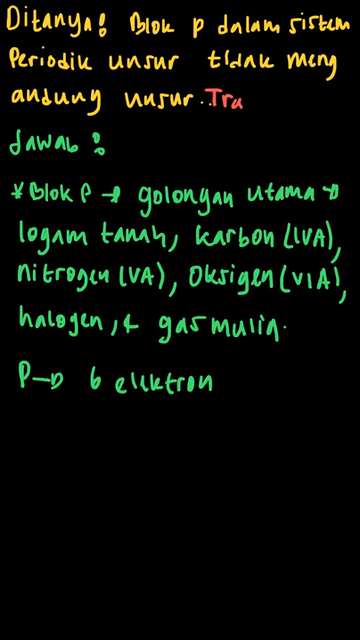 Ditanya: Blok p dalam sistem
Periodik unsur tidak meng
andung unsur.. Tra
Jawab :
* Blok P → golongan utama →
logam tanah, karbon (IVA),
nitrogen (VA), Oksigen (VIA),
halogen, & gas mulia.
P → 6 elektron